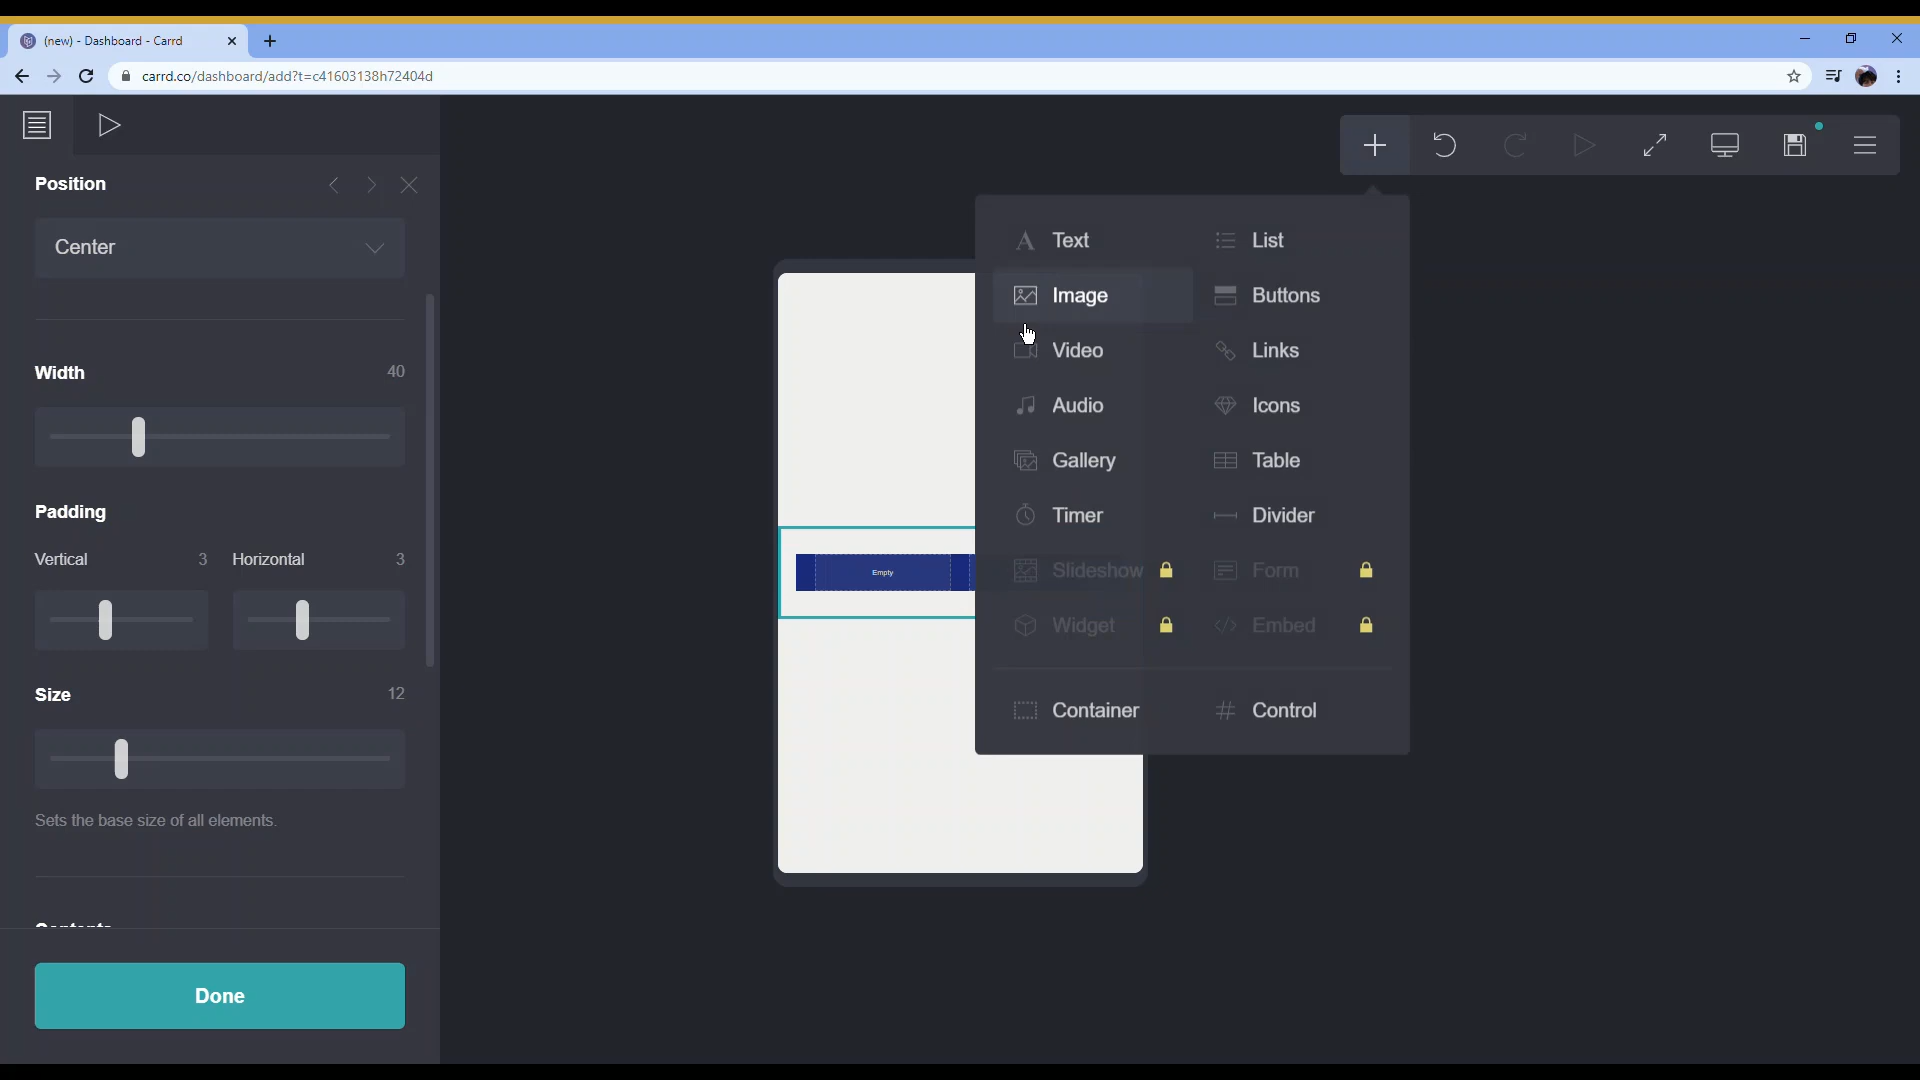 (new) - Dashboard - Carrd
carrd.co/dashboard/add?t=c41603138h72404d
Position
Center
Width 40
Padding
Vertical 3 Horizontal 3
Size 12
Sets the base size of all elements.
Contents
Done
Empty
Text List
Image Buttons
Video Links
Audio Icons
Gallery Table
Timer Divider
Slideshow Form
Widget Embed
Container Control